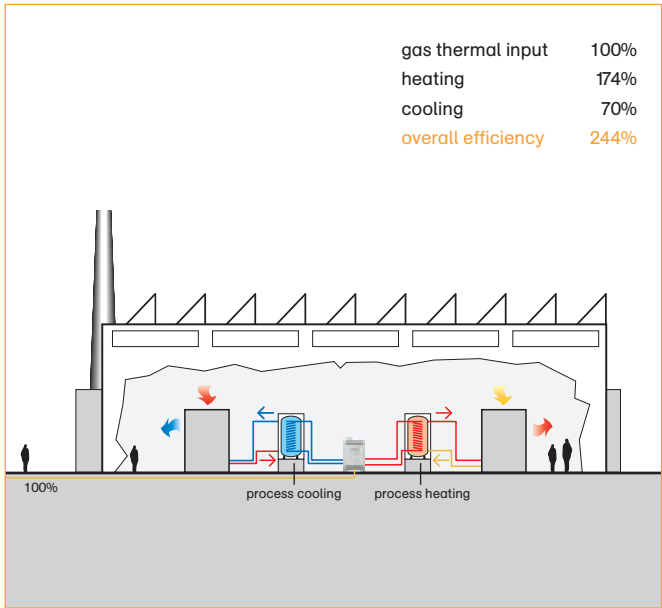 gas thermal input 100%
heating 174%
cooling 70%
overall efficiency 244%
100%
process cooling process heating